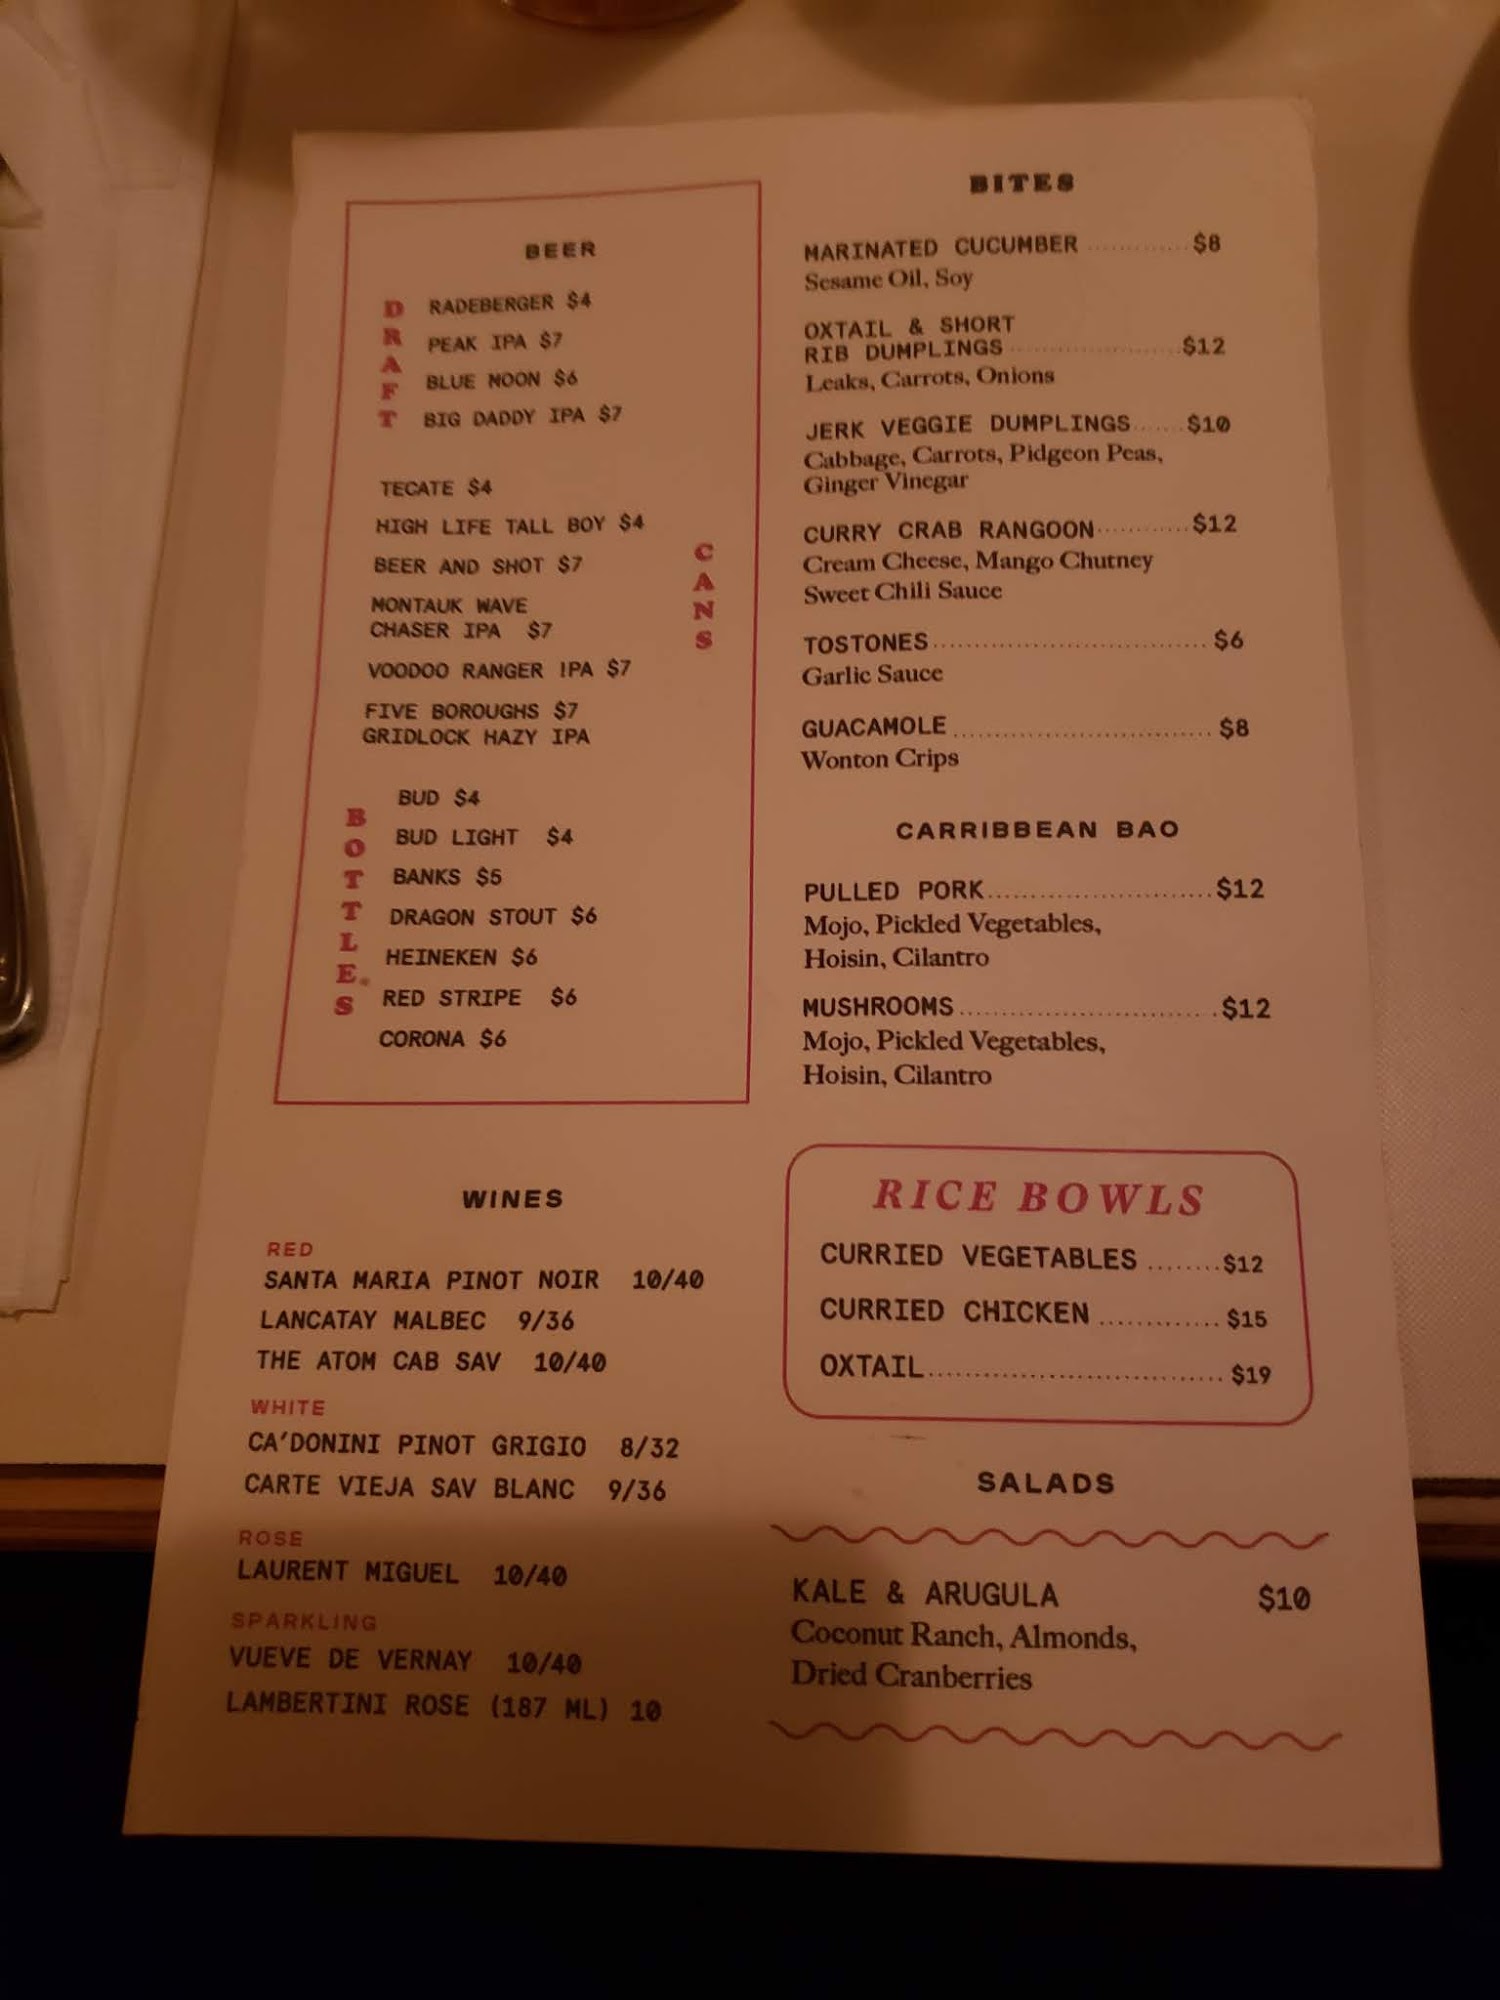 BEER
DRAFT
RADEBERGER $4
PEAK IPA $7
BLUE MOON $6
BIG DADDY IPA $7
CANS
TECATE $4
HIGH LIFE TALL BOY $4
BEER AND SHOT $7
MONTAUK WAVE
CHASER IPA $7
VOODOO RANGER IPA $7
FIVE BOROUGHS $7
GRIDLOCK HAZY IPA
BOTTLES
BUD $4
BUD LIGHT $4
BANKS $5
DRAGON STOUT $6
HEINEKEN $6
RED STRIPE $6
CORONA $6
WINES
RED
SANTA MARIA PINOT NOIR 10/40
LANCATAY MALBEC 9/36
THE ATOM CAB SAV 10/40
WHITE
CA'DONINI PINOT GRIGIO 8/32
CARTE VIEJA SAV BLANC 9/36
ROSE
LAURENT MIGUEL 10/40
SPARKLING
VUEVE DE VERNAY 10/40
LAMBERTINI ROSE (187 ML) 10
BITES
MARINATED CUCUMBER ............ $8
Sesame Oil, Soy
OXTAIL & SHORT
RIB DUMPLINGS .................... $12
Leaks, Carrots, Onions
JERK VEGGIE DUMPLINGS ...... $10
Cabbage, Carrots, Pidgeon Peas,
Ginger Vinegar
CURRY CRAB RANGOON ........... $12
Cream Cheese, Mango Chutney
Sweet Chili Sauce
TOSTONES ................................ $6
Garlic Sauce
GUACAMOLE .............................. $8
Wonton Crips
CARRIBBEAN BAO
PULLED PORK ......................... $12
Mojo, Pickled Vegetables,
Hoisin, Cilantro
MUSHROOMS ............................ $12
Mojo, Pickled Vegetables,
Hoisin, Cilantro
RICE BOWLS
CURRIED VEGETABLES ........ $12
CURRIED CHICKEN ............. $15
OXTAIL ................................ $19
SALADS
KALE & ARUGULA $10
Coconut Ranch, Almonds,
Dried Cranberries